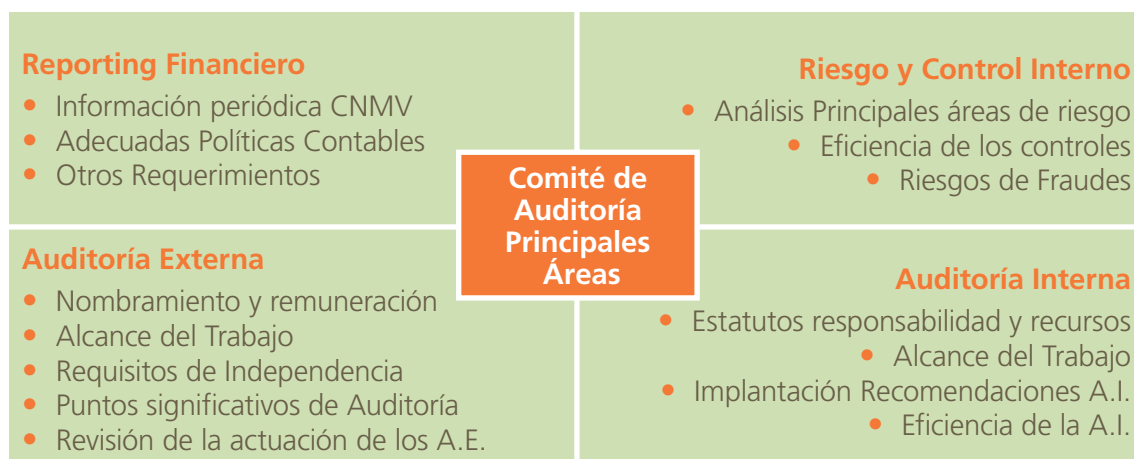 Reporting Financiero
• Información periódica CNMV
• Adecuadas Políticas Contables
• Otros Requerimientos
Riesgo y Control Interno
• Análisis Principales áreas de riesgo
• Eficiencia de los controles
• Riesgos de Fraudes
Comité de
Auditoría
Principales
Áreas
Auditoría Externa
• Nombramiento y remuneración
• Alcance del Trabajo
• Requisitos de Independencia
• Puntos significativos de Auditoría
• Revisión de la actuación de los A.E.
Auditoría Interna
• Estatutos responsabilidad y recursos
• Alcance del Trabajo
• Implantación Recomendaciones A.I.
• Eficiencia de la A.I.